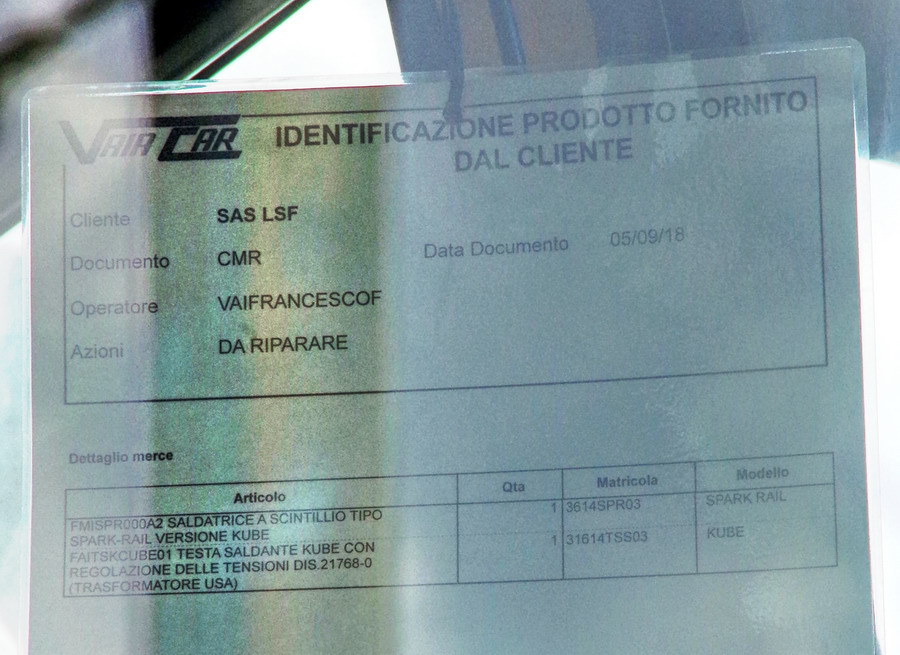 VAIA CAR IDENTIFICAZIONE PRODOTTO FORNITO
DAL CLIENTE
Cliente SAS LSF
Documento CMR Data Documento 05/09/18
Operatore VAIFRANCESCOF
Azioni DA RIPARARE
Dettaglio merce
Articolo Qta Matricola Modello
FMISPR000A2 SALDATRICE A SCINTILLIO TIPO 1 3614SPR03 SPARK RAIL
SPARK-RAIL VERSIONE KUBE
FAITSKCUBE01 TESTA SALDANTE KUBE CON 1 31614TSS03 KUBE
REGOLAZIONE DELLE TENSIONI DIS.21768-0
(TRASFORMATORE USA)